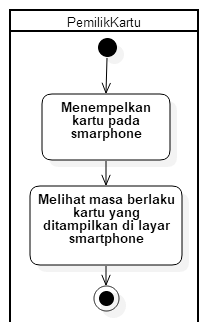 PemilikKartu
Menempelkan
kartu pada
smarphone
Melihat masa berlaku
kartu yang
ditampilkan di layar
smartphone